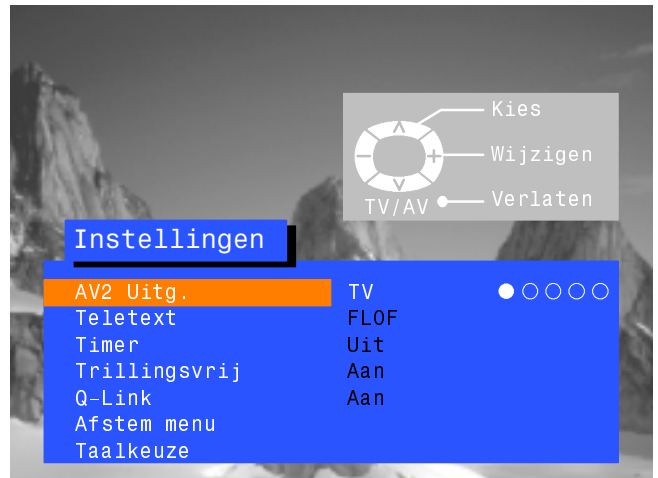 Kies
Wijzigen
TV/AV Verlaten
Instellingen
AV2 Uitg. TV
Teletext FLOF
Timer Uit
Trillingsvrij Aan
Q-Link Aan
Afstem menu
Taalkeuze